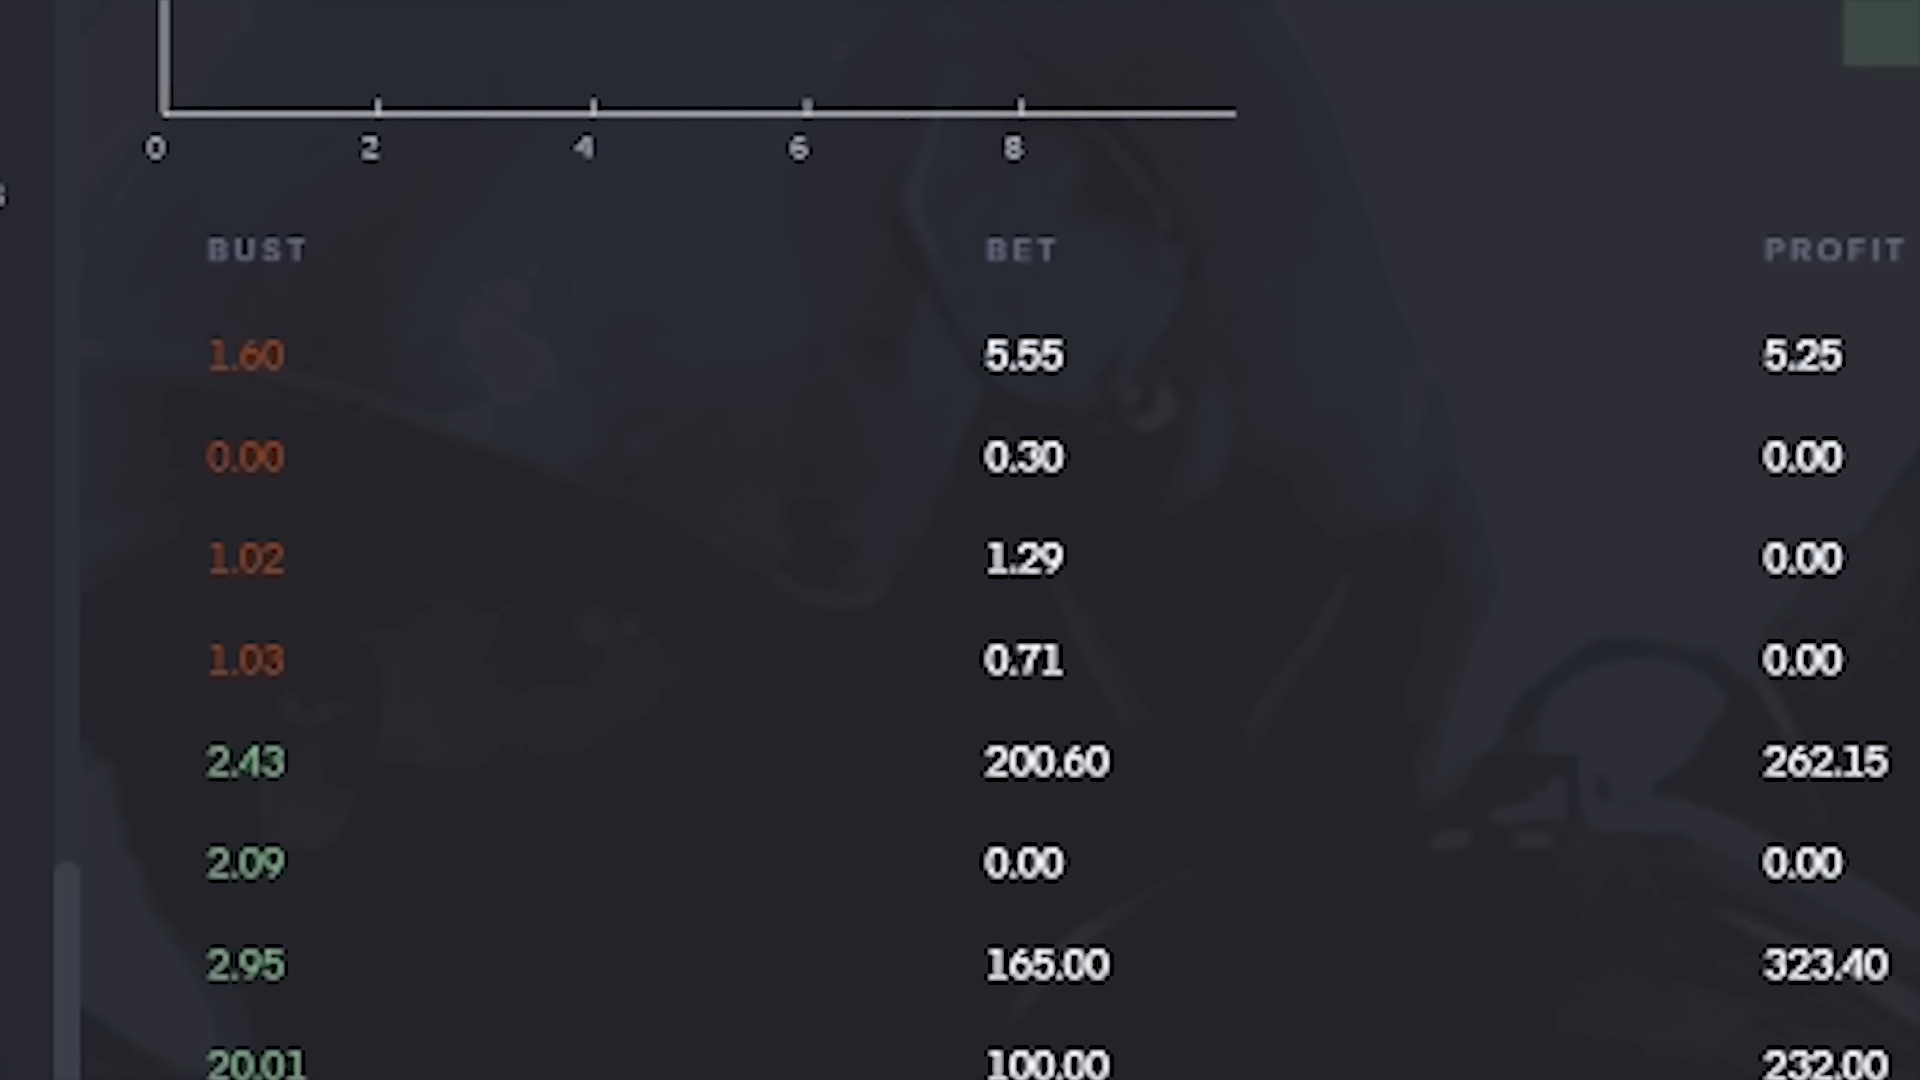 0 2 4 6 8
BUST BET PROFIT
1.60 5.55 5.25
0.00 0.30 0.00
1.02 1.29 0.00
1.03 0.71 0.00
2.43 200.60 262.15
2.09 0.00 0.00
2.95 165.00 323.40
20.01 100.00 232.00